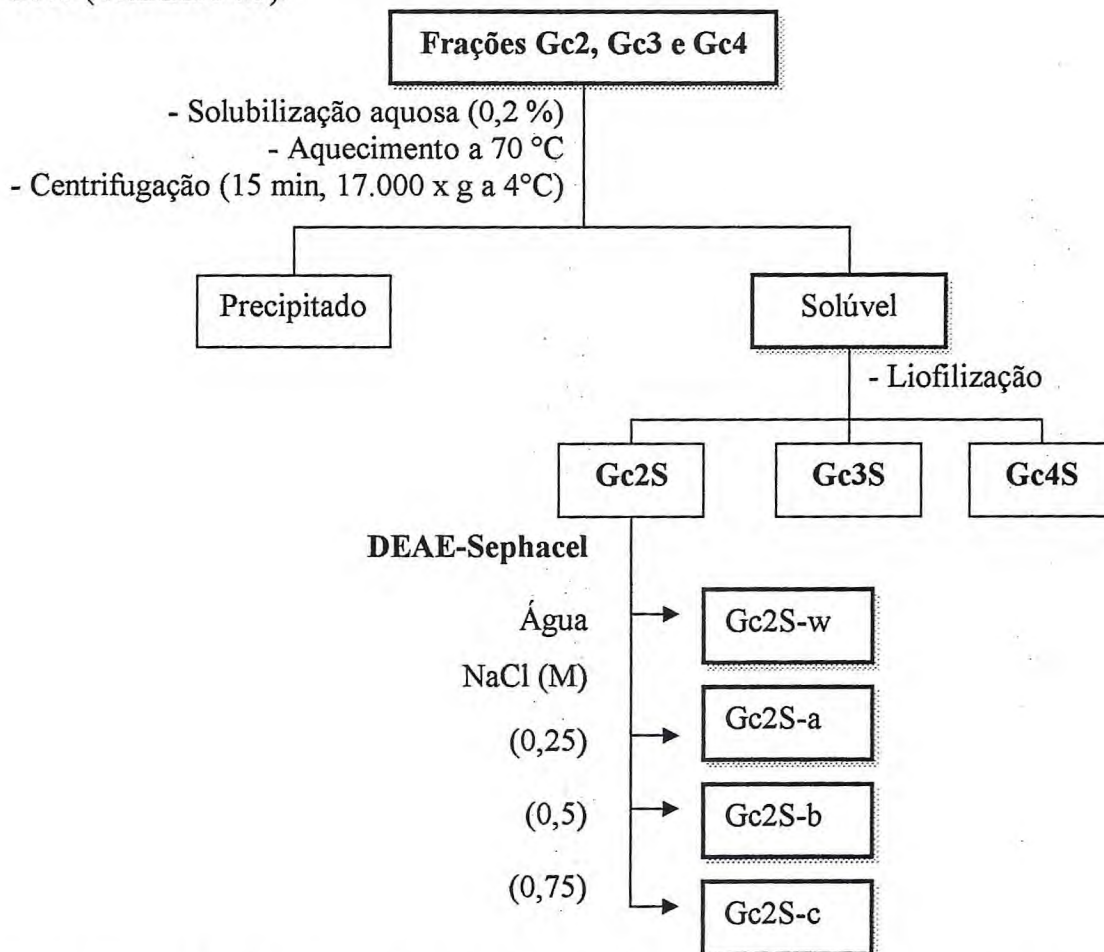 Frações Gc2, Gc3 e Gc4
- Solubilização aquosa (0,2 %)
- Aquecimento a 70 °C
- Centrifugação (15 min, 17.000 x g a 4°C)
Precipitado
Solúvel
- Liofilização
Gc2S
Gc3S
Gc4S
DEAE-Sephacel
Água
Gc2S-w
NaCl (M)
(0,25)
Gc2S-a
(0,5)
Gc2S-b
(0,75)
Gc2S-c